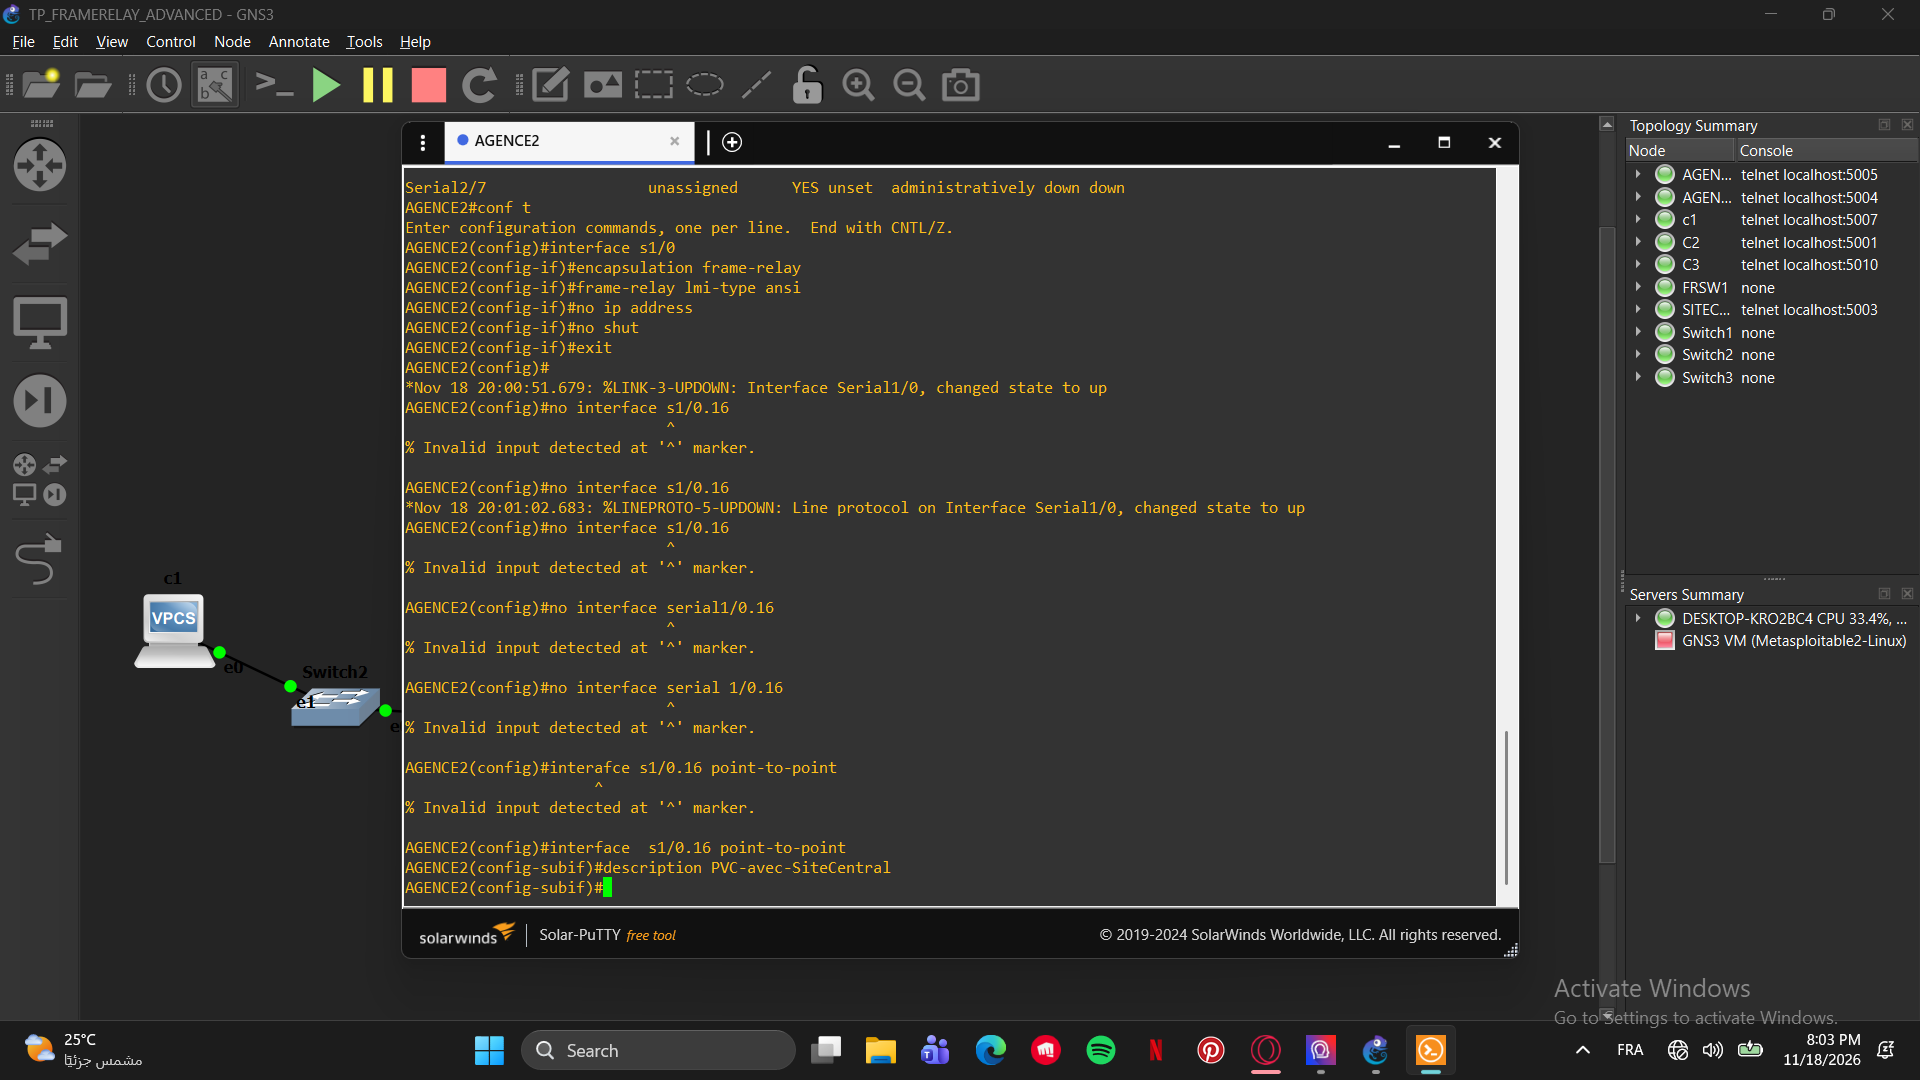 TP_FRAMERELAY_ADVANCED - GNS3
File Edit View Control Node Annotate Tools Help
AGENCE2
Serial2/7 unassigned YES unset administratively down down
AGENCE2#conf t
Enter configuration commands, one per line. End with CNTL/Z.
AGENCE2(config)#interface s1/0
AGENCE2(config-if)#encapsulation frame-relay
AGENCE2(config-if)#frame-relay lmi-type ansi
AGENCE2(config-if)#no ip address
AGENCE2(config-if)#no shut
AGENCE2(config-if)#exit
AGENCE2(config)#
*Nov 18 20:00:51.679: %LINK-3-UPDOWN: Interface Serial1/0, changed state to up
AGENCE2(config)#no interface s1/0.16
^
% Invalid input detected at '^' marker.
AGENCE2(config)#no interface s1/0.16
*Nov 18 20:01:02.683: %LINEPROTO-5-UPDOWN: Line protocol on Interface Serial1/0, changed state to up
AGENCE2(config)#no interface s1/0.16
^
% Invalid input detected at '^' marker.
AGENCE2(config)#no interface serial1/0.16
^
% Invalid input detected at '^' marker.
AGENCE2(config)#no interface serial 1/0.16
^
% Invalid input detected at '^' marker.
AGENCE2(config)#interafce s1/0.16 point-to-point
^
% Invalid input detected at '^' marker.
AGENCE2(config)#interface  s1/0.16 point-to-point
AGENCE2(config-subif)#description PVC-avec-SiteCentral
AGENCE2(config-subif)#
solarwinds Solar-PuTTY free tool © 2019-2024 SolarWinds Worldwide, LLC. All rights reserved.
c1
VPCS
e0
Switch2
e1
e
Topology Summary
Node Console
AGEN... telnet localhost:5005
AGEN... telnet localhost:5004
c1 telnet localhost:5007
C2 telnet localhost:5001
C3 telnet localhost:5010
FRSW1 none
SITEC... telnet localhost:5003
Switch1 none
Switch2 none
Switch3 none
Servers Summary
DESKTOP-KRO2BC4 CPU 33.4%, ...
GNS3 VM (Metasploitable2-Linux)
Activate Windows
Go to Settings to activate Windows.
25°C
مشمس جزئيًا
Search
FRA
8:03 PM
11/18/2026